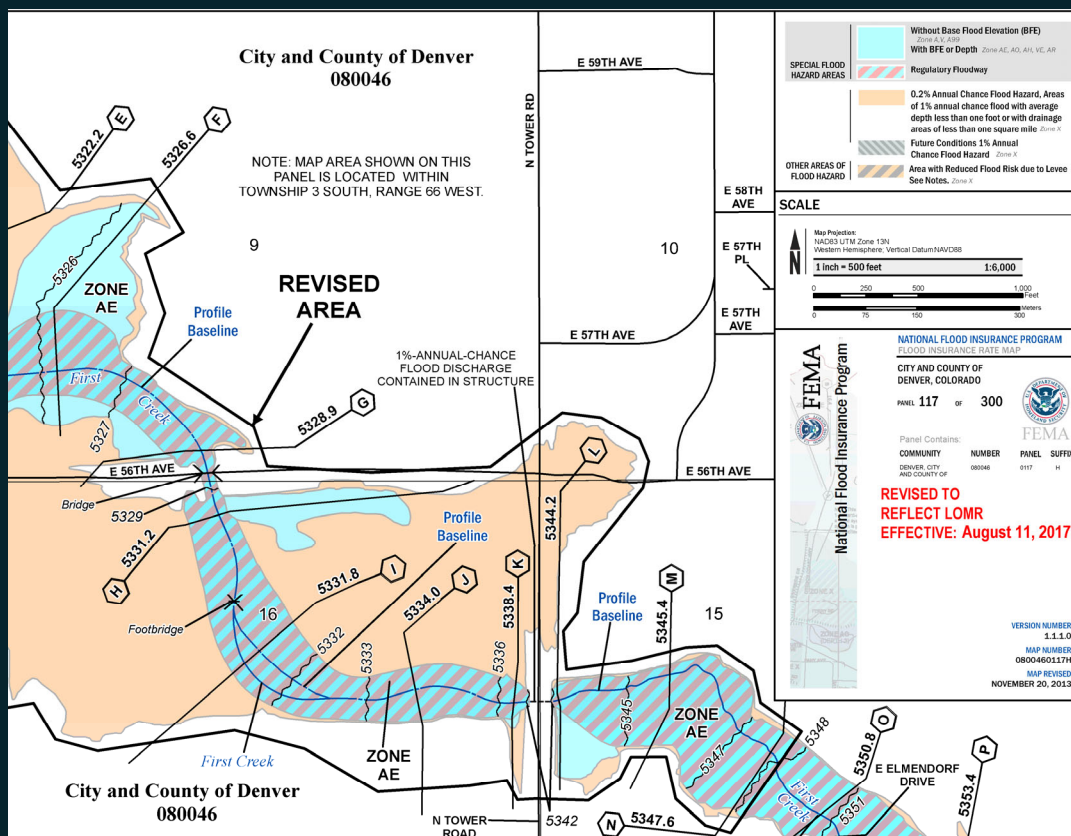 City and County of Denver
080046
E 59TH AVE
N TOWER RD
5322.2
E
5326.6
F
NOTE: MAP AREA SHOWN ON THIS
PANEL IS LOCATED WITHIN
TOWNSHIP 3 SOUTH, RANGE 66 WEST.
E 58TH
AVE
9
10
E 57TH
PL
5326
ZONE
AE
REVISED
AREA
Profile
Baseline
E 57TH AVE
E 57TH
AVE
1%-ANNUAL-CHANCE
FLOOD DISCHARGE
CONTAINED IN STRUCTURE
First
Creek
5328.9
G
5327
E 56TH AVE
E 56TH AVE
L
Bridge
5329
5344.2
Profile
Baseline
5331.2
H
5331.8
I
5334.0
J
5338.4
K
M
5345.4
16
15
Footbridge
Profile
Baseline
5332
5333
5336
5345
ZONE
AE
5347
5348
5350.8
O
First Creek
ZONE
AE
E ELMENDORF
DRIVE
P
5353.4
First
Creek
5351
City and County of Denver
080046
N TOWER
ROAD
5342
N
5347.6
SPECIAL FLOOD
HAZARD AREAS
Without Base Flood Elevation (BFE)
Zone A,V, A99
With BFE or Depth Zone AE, AO, AH, VE, AR
Regulatory Floodway
0.2% Annual Chance Flood Hazard, Areas
of 1% annual chance flood with average
depth less than one foot or with drainage
areas of less than one square mile Zone X
Future Conditions 1% Annual
Chance Flood Hazard Zone X
OTHER AREAS OF
FLOOD HAZARD
Area with Reduced Flood Risk due to Levee
See Notes. Zone X
SCALE
N
Map Projection:
NAD83 UTM Zone 13N
Western Hemisphere; Vertical Datum:NAVD88
1 inch = 500 feet 1:6,000
0 250 500 1,000
Feet
Meters
0 75 150 300
FEMA
National Flood Insurance Program
NATIONAL FLOOD INSURANCE PROGRAM
FLOOD INSURANCE RATE MAP
CITY AND COUNTY OF
DENVER, COLORADO
PANEL 117 OF 300
FEMA
Panel Contains:
COMMUNITY NUMBER PANEL SUFFIX
DENVER, CITY
AND COUNTY OF 080046 0117 H
REVISED TO
REFLECT LOMR
EFFECTIVE: August 11, 2017
VERSION NUMBER
1.1.1.0
MAP NUMBER
0800460117H
MAP REVISED
NOVEMBER 20, 2013